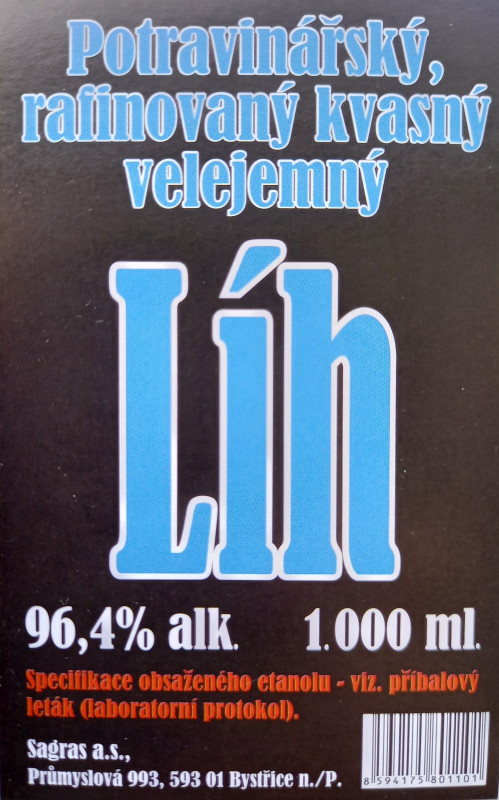 Potravinářský,
rafinovaný kvasný
velejemný
Líh
96,4% alk. 1.000 ml.
Specifikace obsaženého etanolu - viz. příbalový
leták (laboratorní protokol).
Sagras a.s.,
Průmyslová 993, 593 01 Bystřice n./P.
8 594175 801101